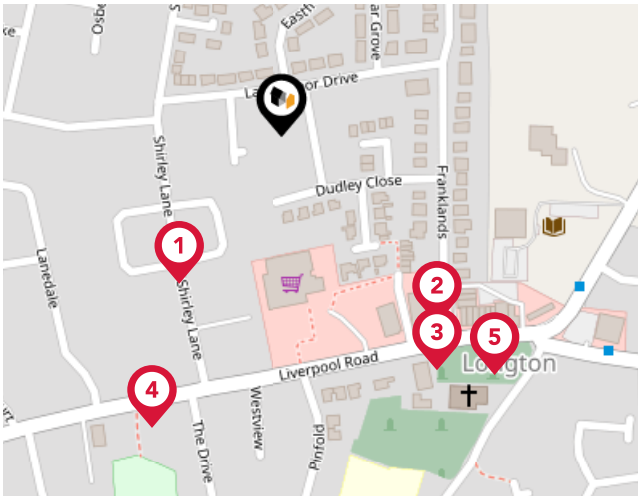 Shirley Lane
Dudley Close
Franklands
Lanedale
1
2
Shirley Lane
3
5
Longton
Liverpool Road
4
Westview
The Drive
Pinfold